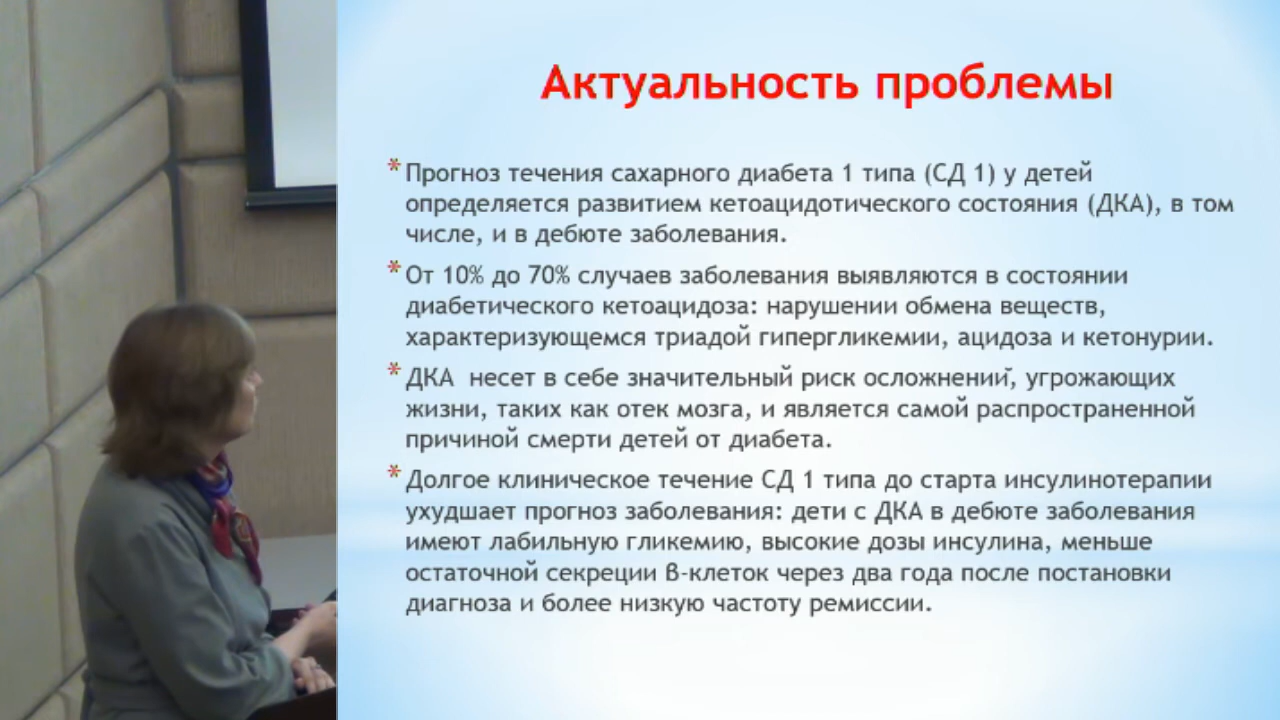 Актуальность проблемы
* Прогноз течения сахарного диабета 1 типа (СД 1) у детей
определяется развитием кетоацидотического состояния (ДКА), в том
числе, и в дебюте заболевания.
* От 10% до 70% случаев заболевания выявляются в состоянии
диабетического кетоацидоза: нарушении обмена веществ,
характеризующемся триадой гипергликемии, ацидоза и кетонурии.
* ДКА несет в себе значительный риск осложнений, угрожающих
жизни, таких как отек мозга, и является самой распространенной
причиной смерти детей от диабета.
* Долгое клиническое течение СД 1 типа до старта инсулинотерапии
ухудшает прогноз заболевания: дети с ДКА в дебюте заболевания
имеют лабильную гликемию, высокие дозы инсулина, меньше
остаточной секреции β-клеток через два года после постановки
диагноза и более низкую частоту ремиссии.